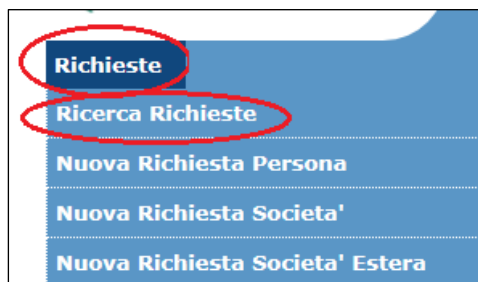 Richieste
Ricerca Richieste
Nuova Richiesta Persona
Nuova Richiesta Societa'
Nuova Richiesta Societa' Estera